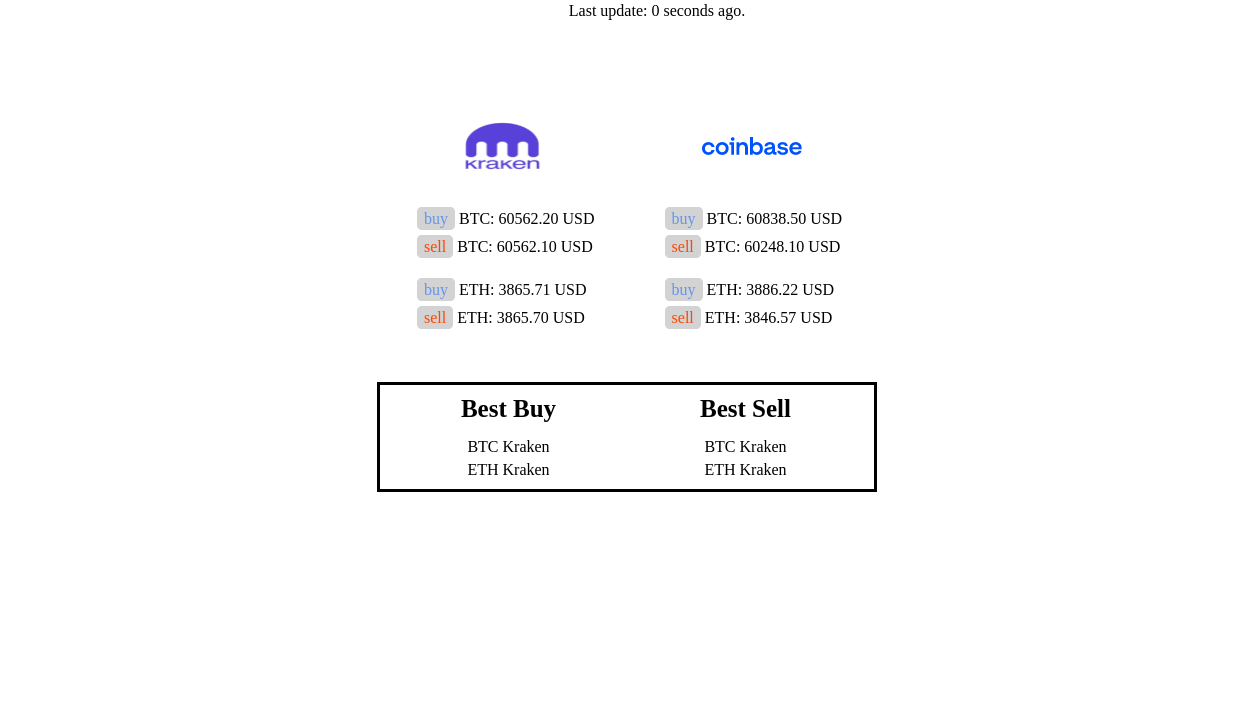 Last update: 0 seconds ago.
kraken
coinbase
buy BTC: 60562.20 USD
sell BTC: 60562.10 USD
buy ETH: 3865.71 USD
sell ETH: 3865.70 USD
buy BTC: 60838.50 USD
sell BTC: 60248.10 USD
buy ETH: 3886.22 USD
sell ETH: 3846.57 USD
Best Buy
BTC Kraken
ETH Kraken
Best Sell
BTC Kraken
ETH Kraken